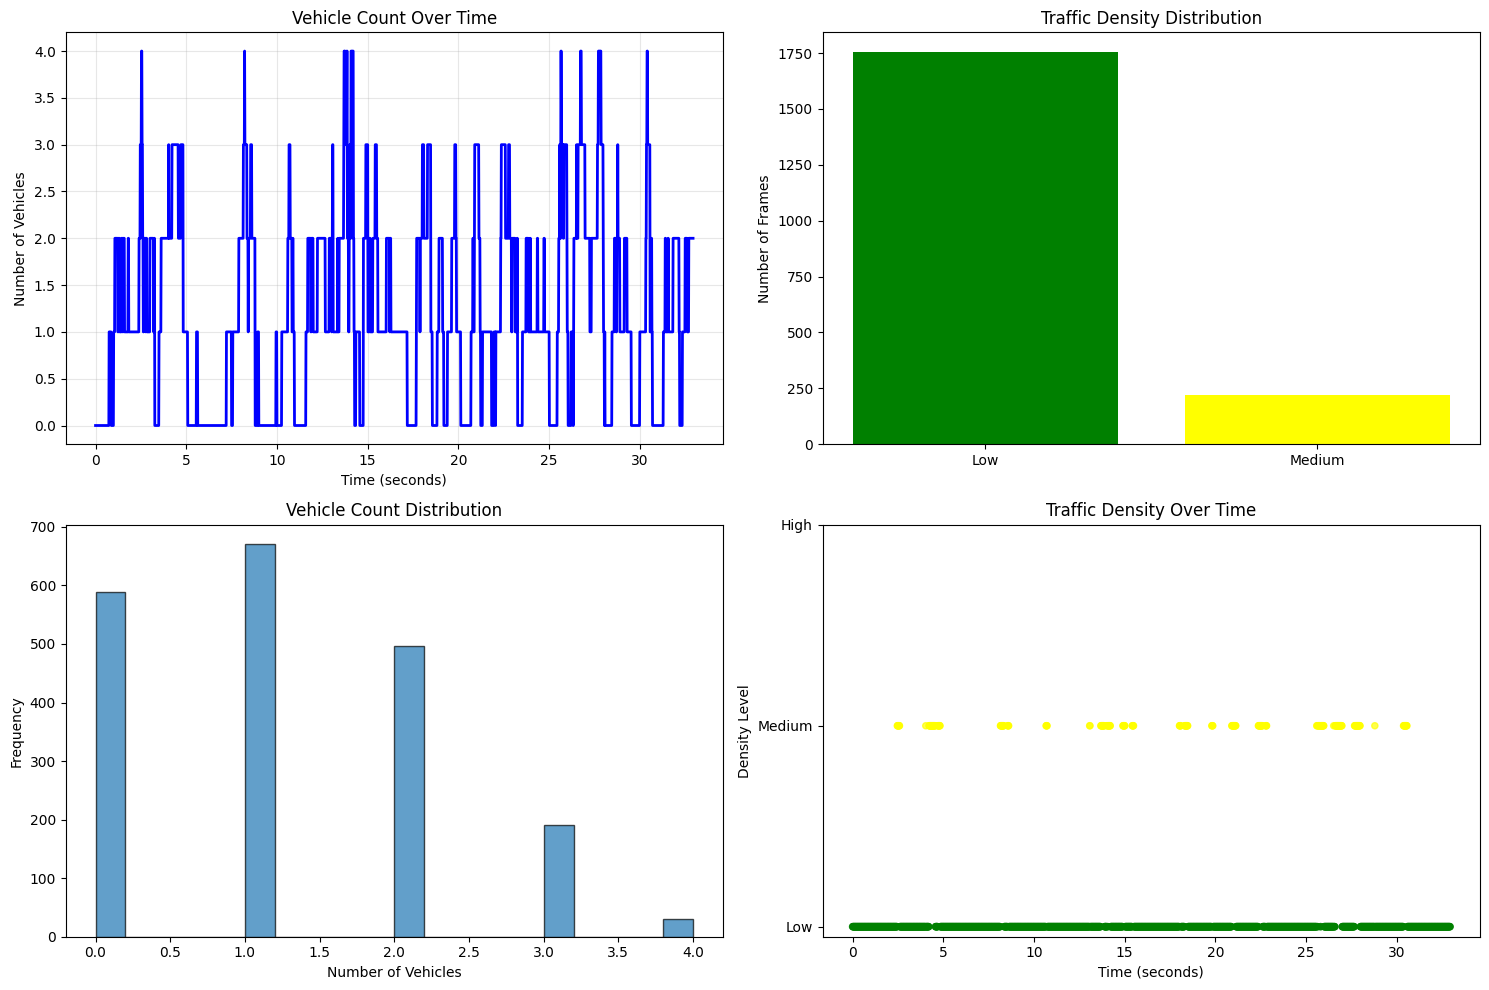 Vehicle Count Over Time
Number of Vehicles
4.0
3.5
3.0
2.5
2.0
1.5
1.0
0.5
0.0
0 5 10 15 20 25 30
Time (seconds)
Traffic Density Distribution
Number of Frames
1750
1500
1250
1000
750
500
250
0
Low Medium
Vehicle Count Distribution
Frequency
700
600
500
400
300
200
100
0
0.0 0.5 1.0 1.5 2.0 2.5 3.0 3.5 4.0
Number of Vehicles
Traffic Density Over Time
Density Level
High
Medium
Low
0 5 10 15 20 25 30
Time (seconds)